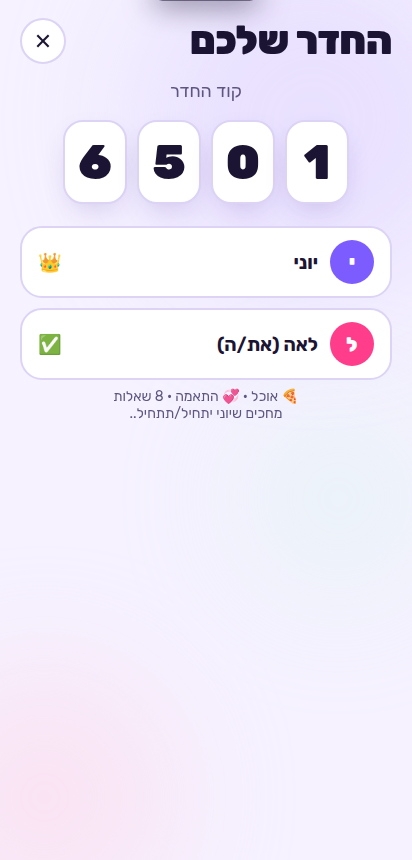 החדר שלכם
✕
קוד החדר
6 5 0 1
י יוני 👑
ל לאה (את/ה) ✅
🍕 אוכל • 💞 התאמה • 8 שאלות
מחכים שיוני יתחיל/תתחיל..